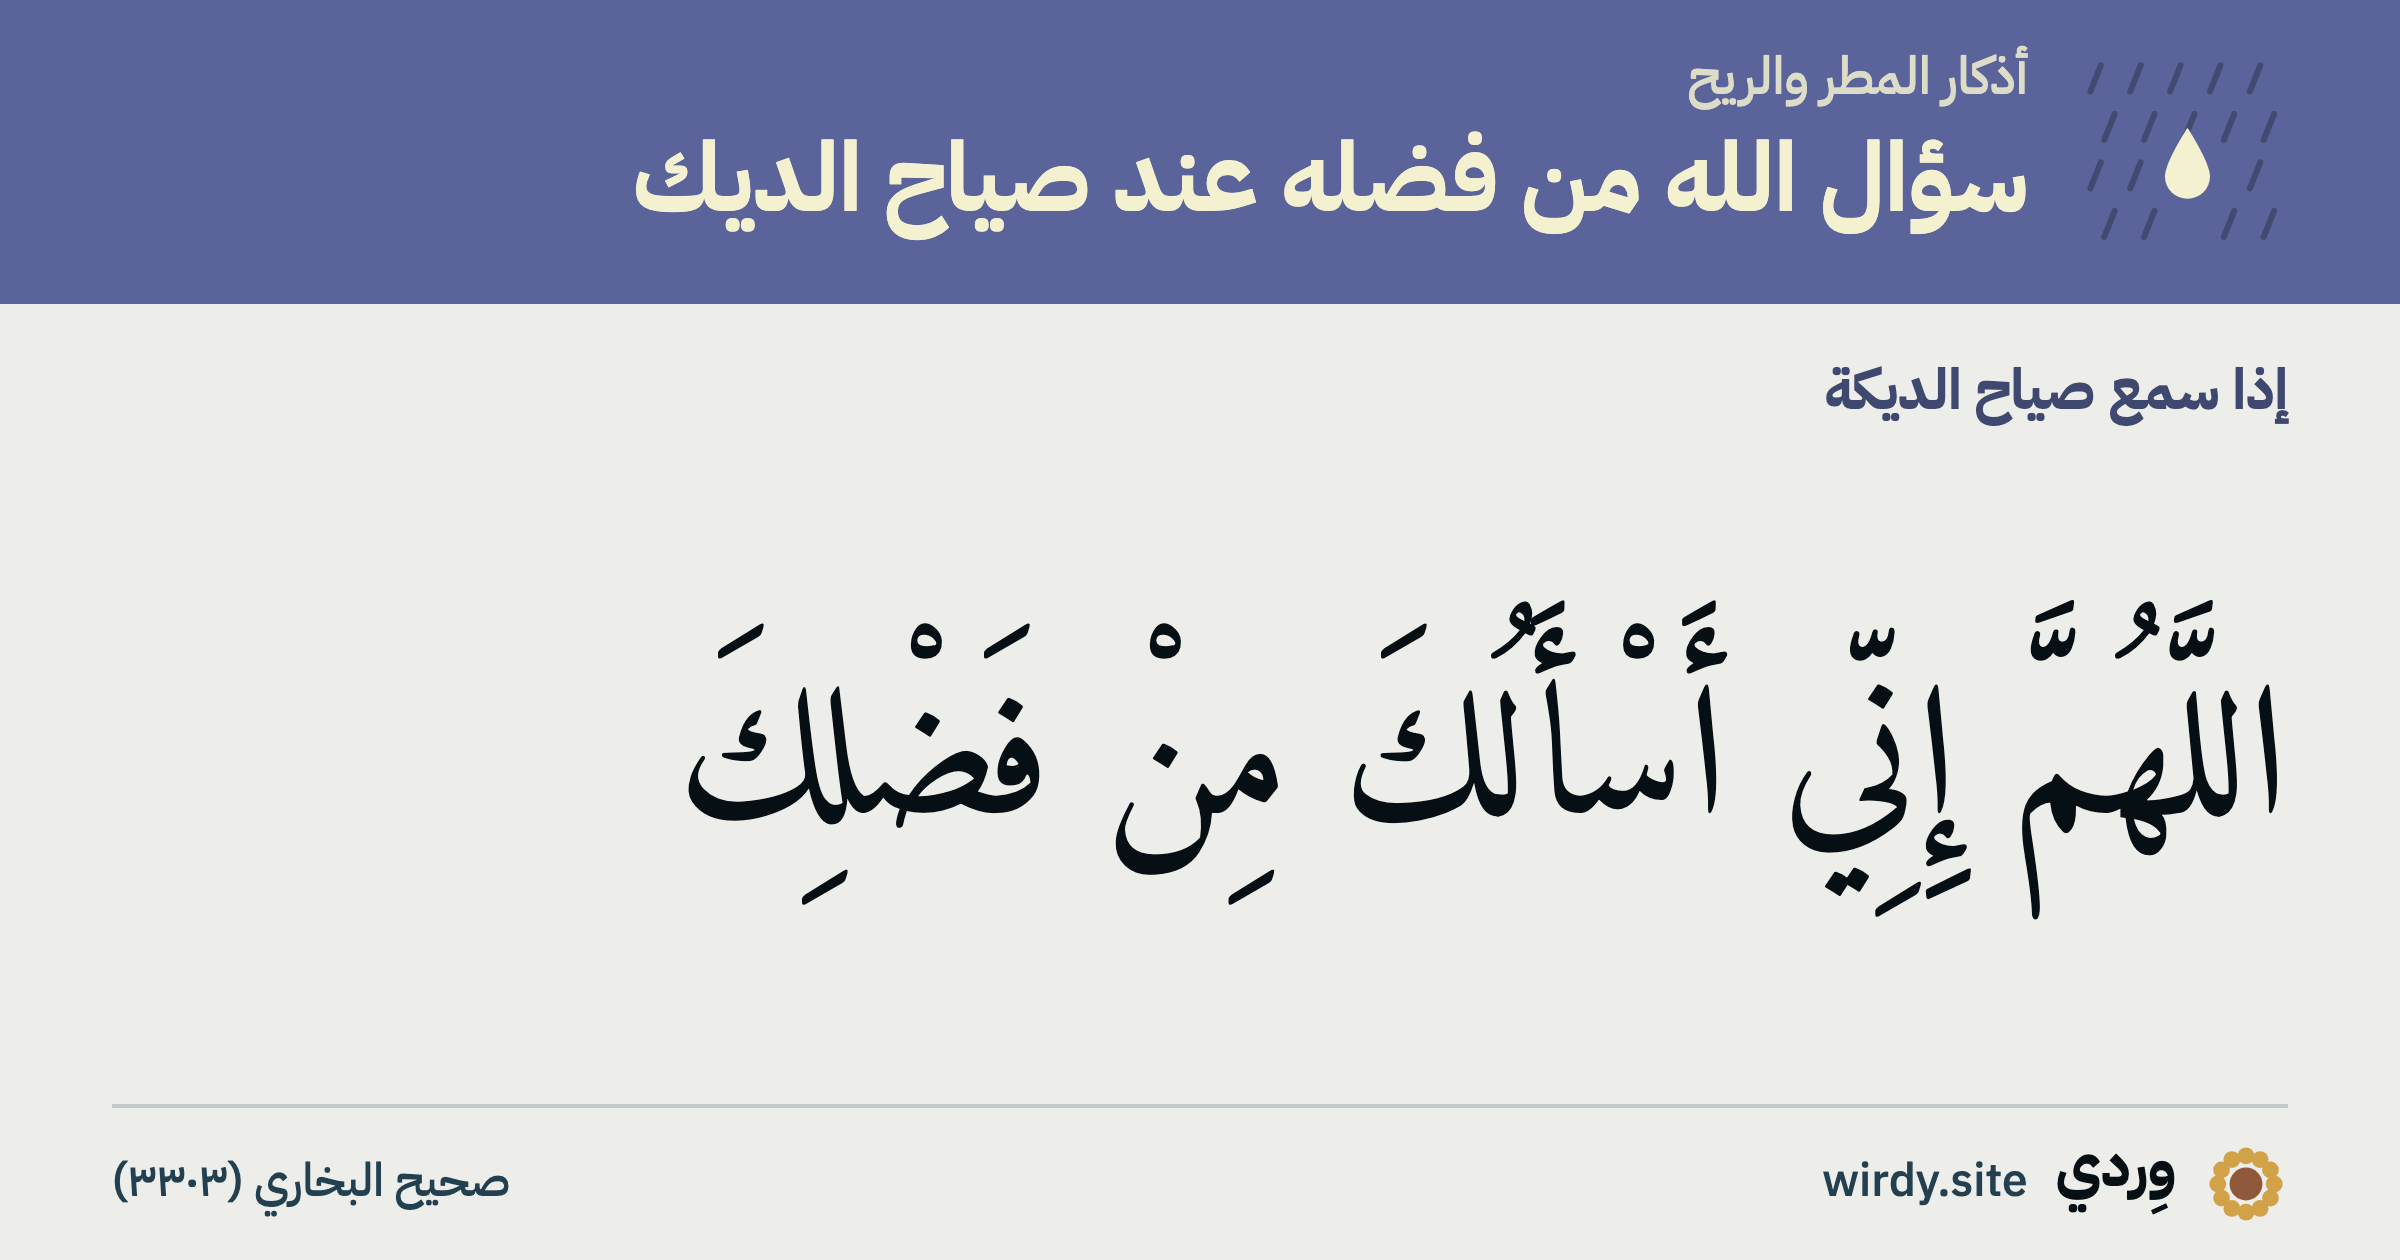 أذكار المطر والريح
سؤال الله من فضله عند صياح الديك
إذا سمع صياح الديكة
اللَّهُمَّ إِنِّي أَسْأَلُكَ مِنْ فَضْلِكَ
وِردي wirdy.site
صحيح البخاري (٣٣٠٣)